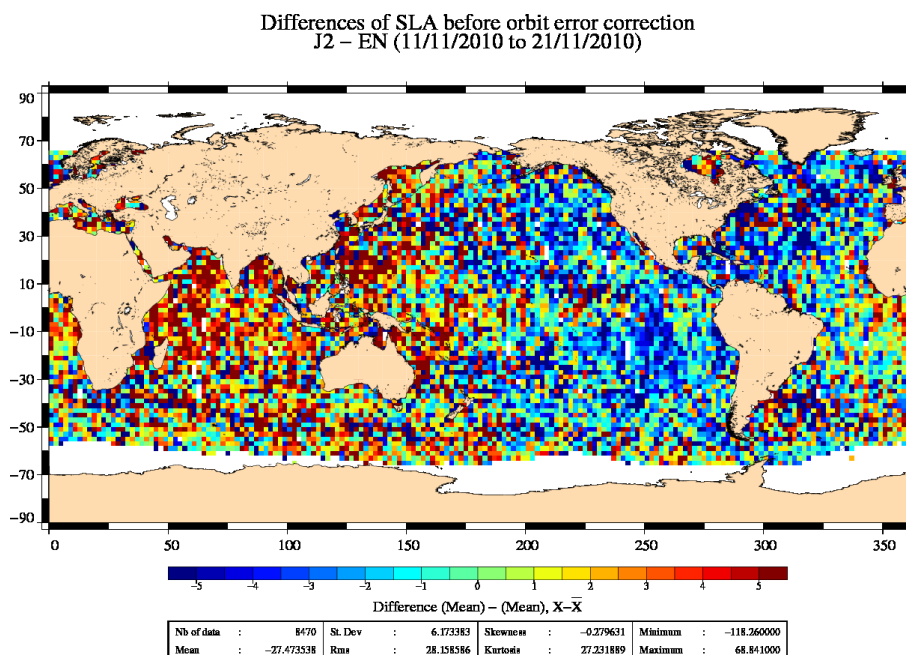 Differences of SLA before orbit error correction
J2 − EN (11/11/2010 to 21/11/2010)
90
70
50
30
10
−10
−30
−50
−70
−90
0 50 100 150 200 250 300 350
−5 −4 −3 −2 −1 0 1 2 3 4 5
Difference (Mean) − (Mean), X−X̅
Nb of data : 8470 St. Dev : 6.173383 Skewness : −0.279631 Minimum : −118.260000
Mean : −27.473538 Rms : 28.158586 Kurtosis : 27.231889 Maximum : 68.841000